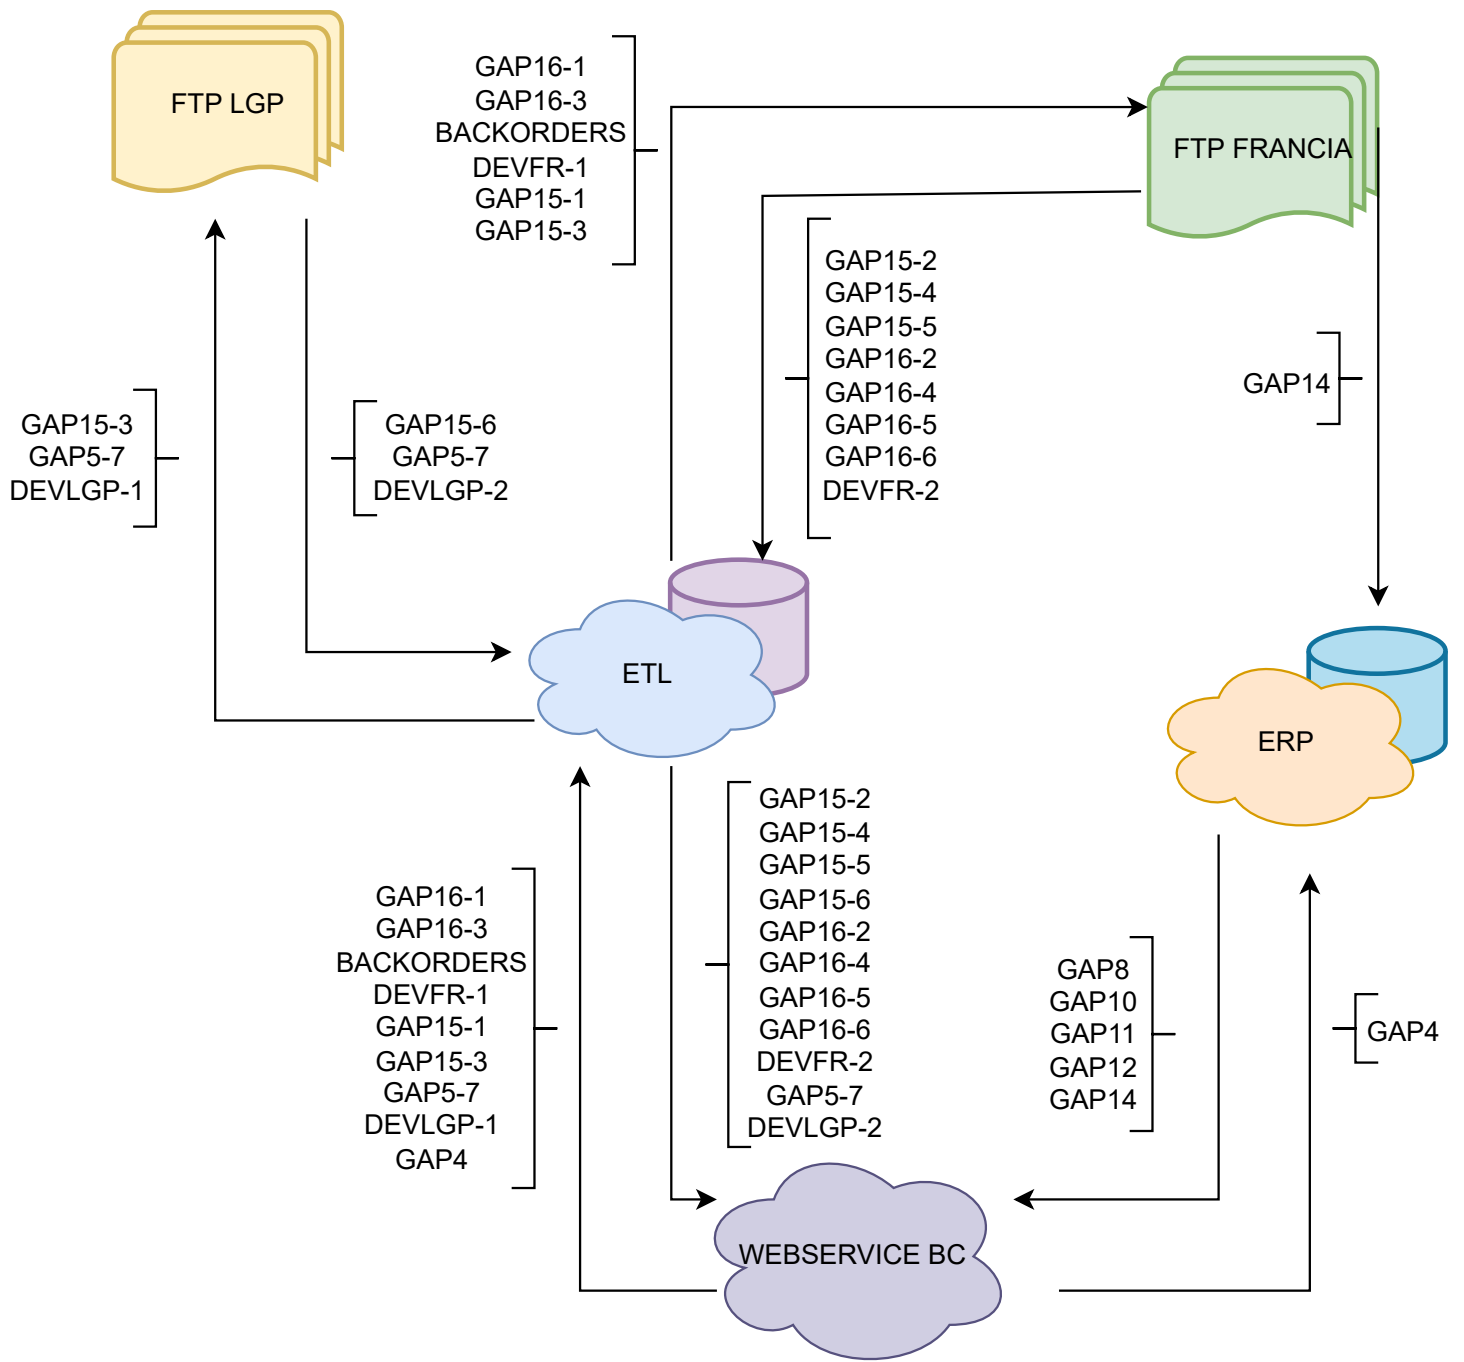 FTP LGP
GAP16-1
GAP16-3
BACKORDERS
DEVFR-1
GAP15-1
GAP15-3
FTP FRANCIA
GAP15-2
GAP15-4
GAP15-5
GAP16-2
GAP16-4
GAP16-5
GAP16-6
DEVFR-2
GAP14
GAP15-3
GAP5-7
DEVLGP-1
GAP15-6
GAP5-7
DEVLGP-2
ETL
ERP
GAP16-1
GAP16-3
BACKORDERS
DEVFR-1
GAP15-1
GAP15-3
GAP5-7
DEVLGP-1
GAP4
GAP15-2
GAP15-4
GAP15-5
GAP15-6
GAP16-2
GAP16-4
GAP16-5
GAP16-6
DEVFR-2
GAP5-7
DEVLGP-2
GAP8
GAP10
GAP11
GAP12
GAP14
GAP4
WEBSERVICE BC